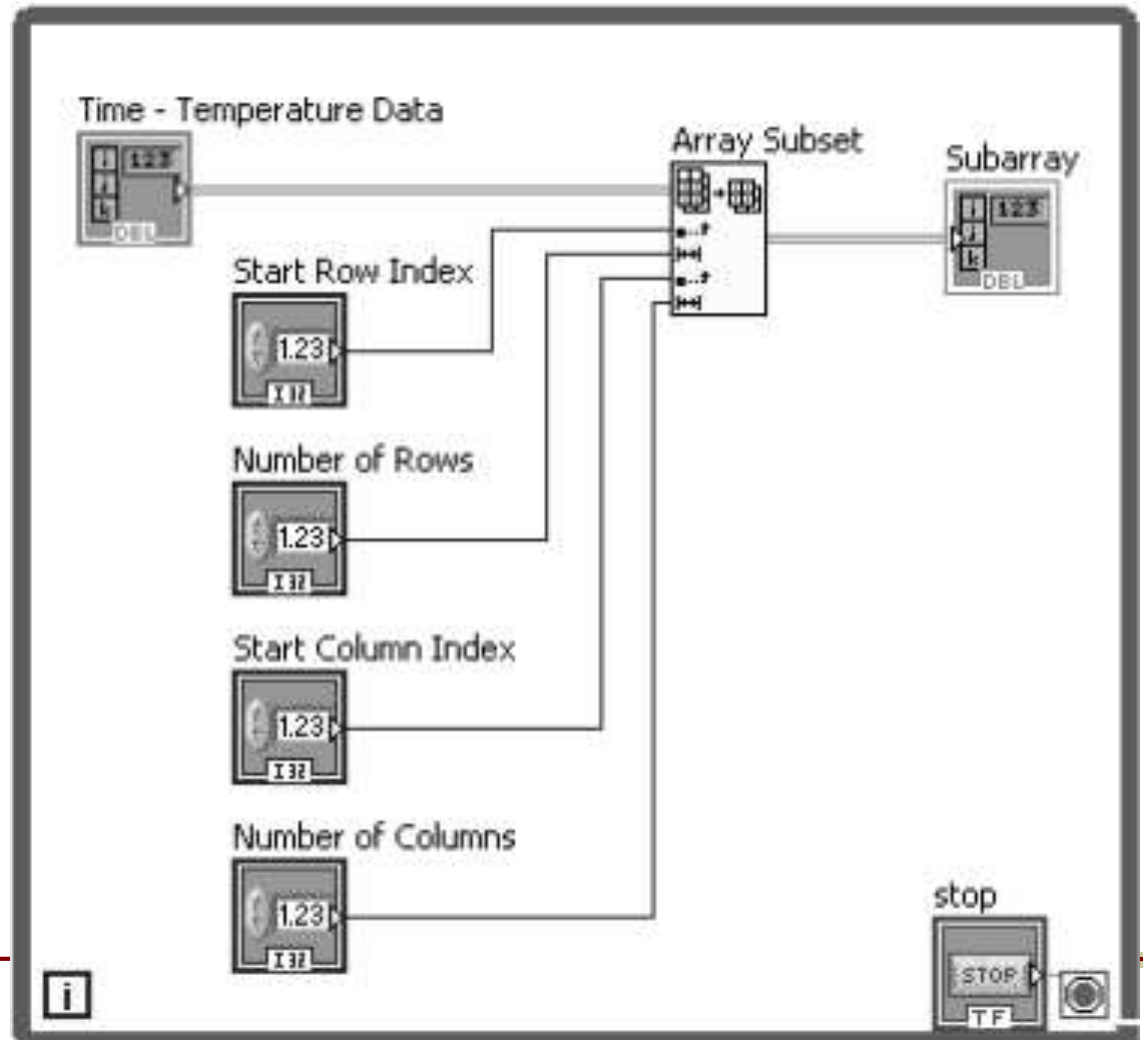 Time - Temperature Data
123
i
j
k
DBL
Array Subset
Subarray
123
i
j
k
DBL
Start Row Index
1.23
I32
Number of Rows
1.23
I32
Start Column Index
1.23
I32
Number of Columns
1.23
I32
stop
STOP
TF
i